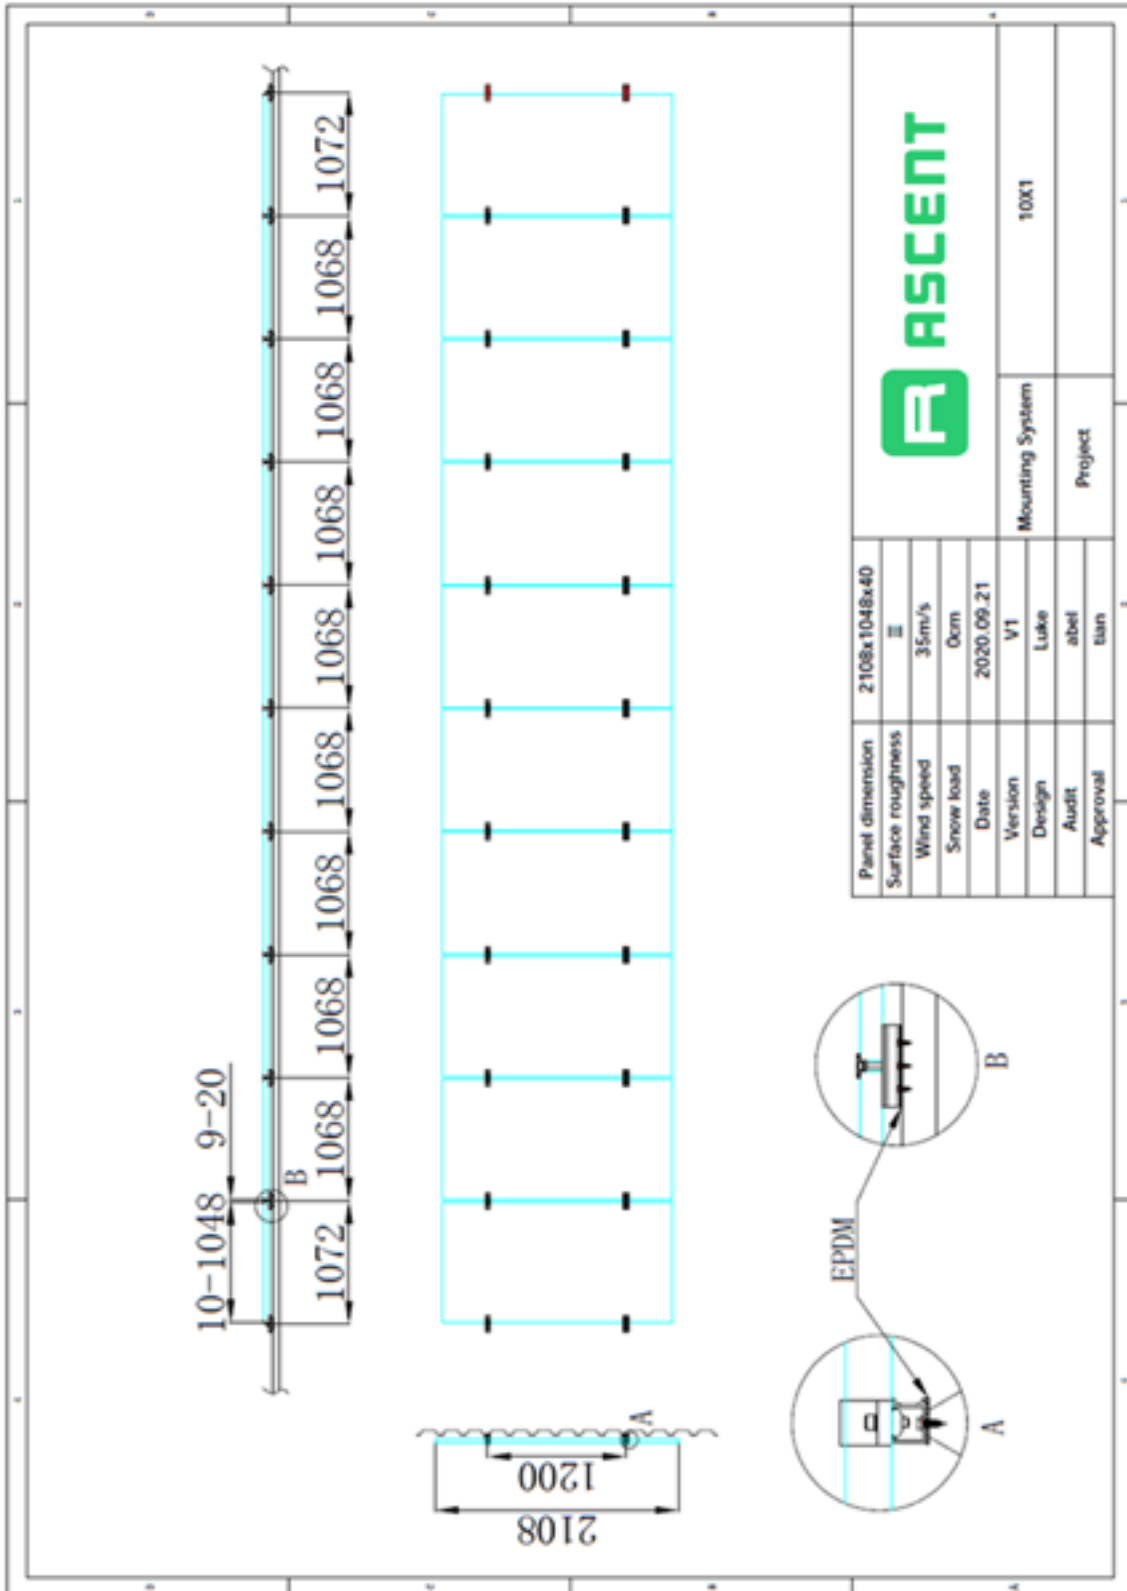 10-1048
9-20
B
1072
1068
1068
1068
1068
1068
1068
1068
1068
1072
2108
1200
A
EPDM
A
B
Panel dimension 2108x1048x40
Surface roughness Ⅲ
Wind speed 35m/s
Snow load 0cm
Date 2020.09.21
Version V1
Design Luke
Audit abel
Approval tian
R ASCENT
Mounting System 10X1
Project